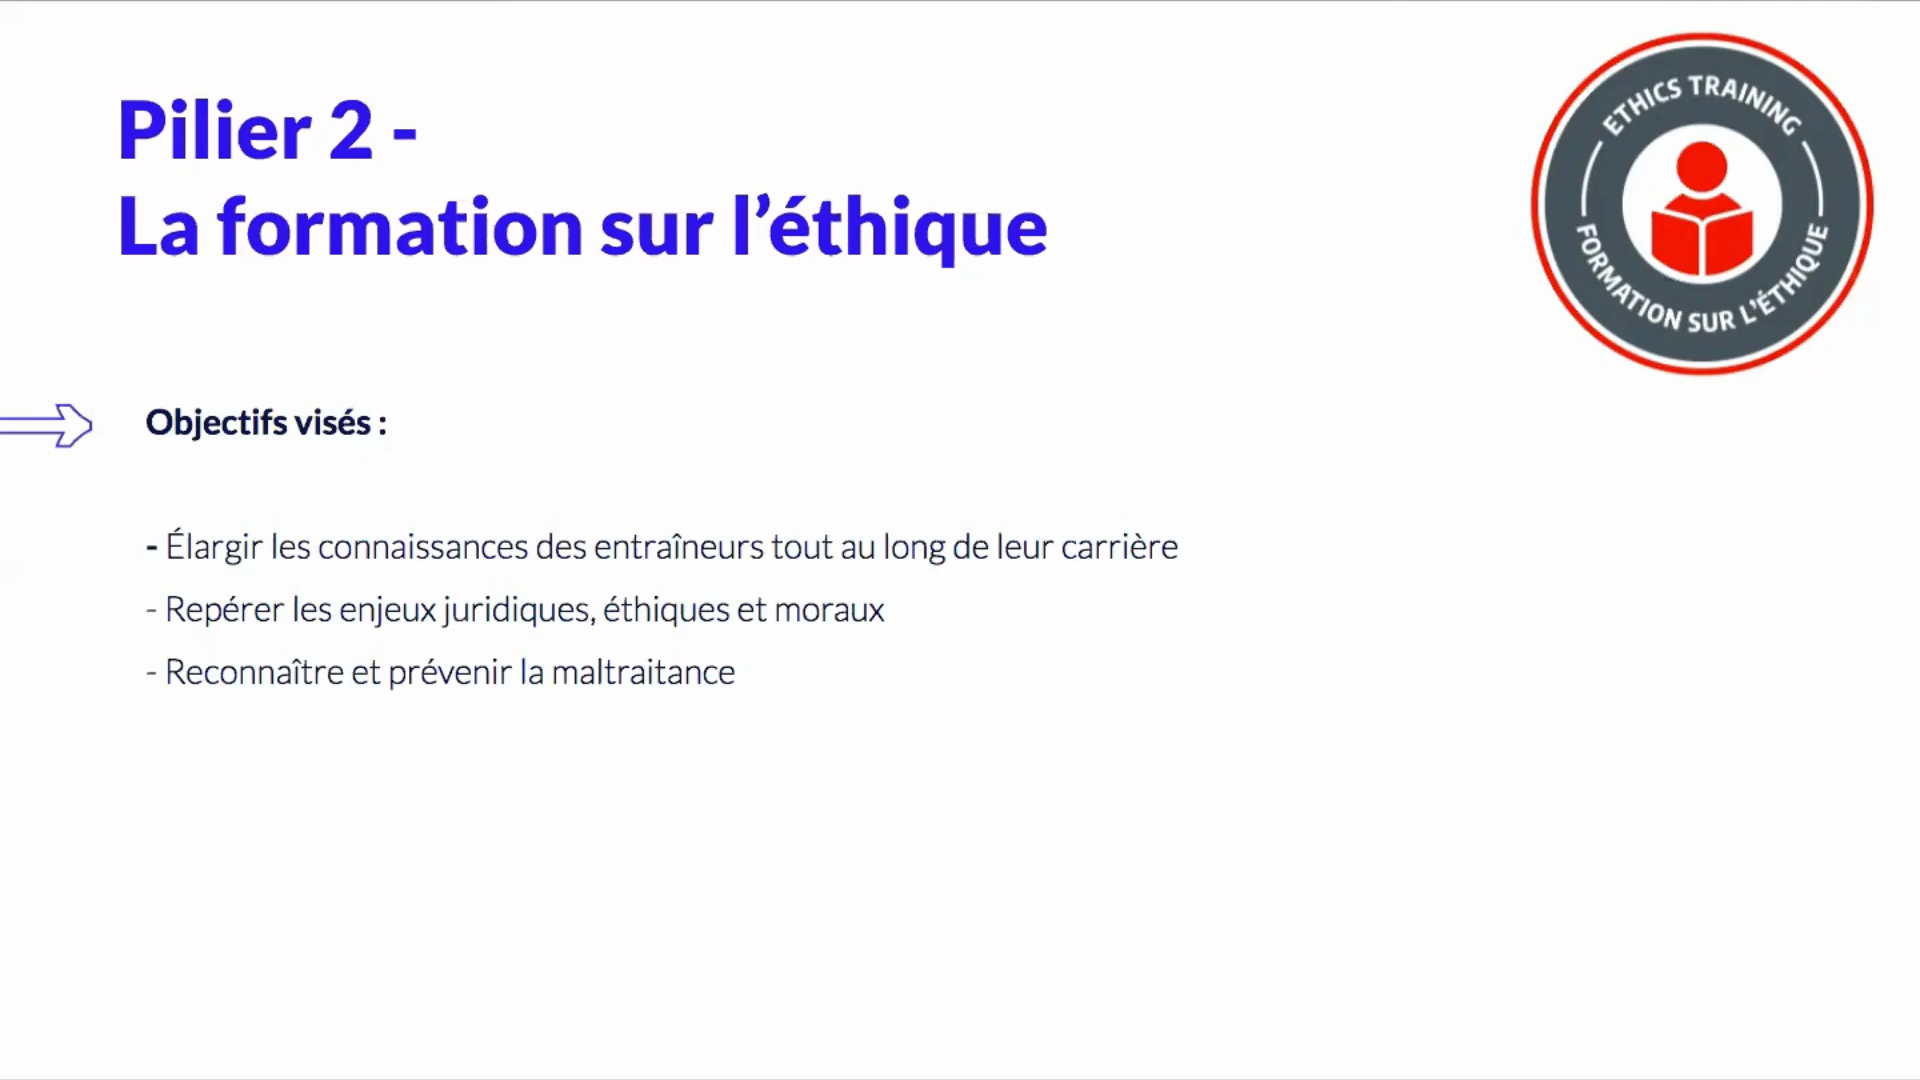 Pilier 2 -
La formation sur l’éthique
ETHICS TRAINING
FORMATION SUR L’ÉTHIQUE
Objectifs visés :
- Élargir les connaissances des entraîneurs tout au long de leur carrière
- Repérer les enjeux juridiques, éthiques et moraux
- Reconnaître et prévenir la maltraitance